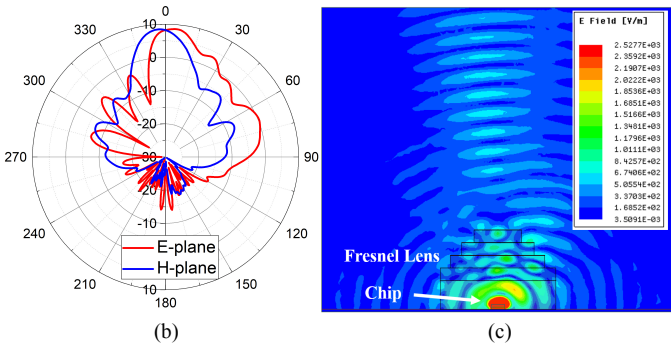 0
330
30
300
60
270
90
240
120
210
150
180
10
0
-10
-20
-10
10
E-plane
H-plane
(b)
E Field [V/m]
2.5277E+03
2.3592E+03
2.1907E+03
2.0222E+03
1.8536E+03
1.6851E+03
1.5166E+03
1.3481E+03
1.1796E+03
1.0111E+03
8.4257E+02
6.7406E+02
5.0554E+02
3.3703E+02
1.6852E+02
3.5091E-03
Fresnel Lens
Chip
(c)